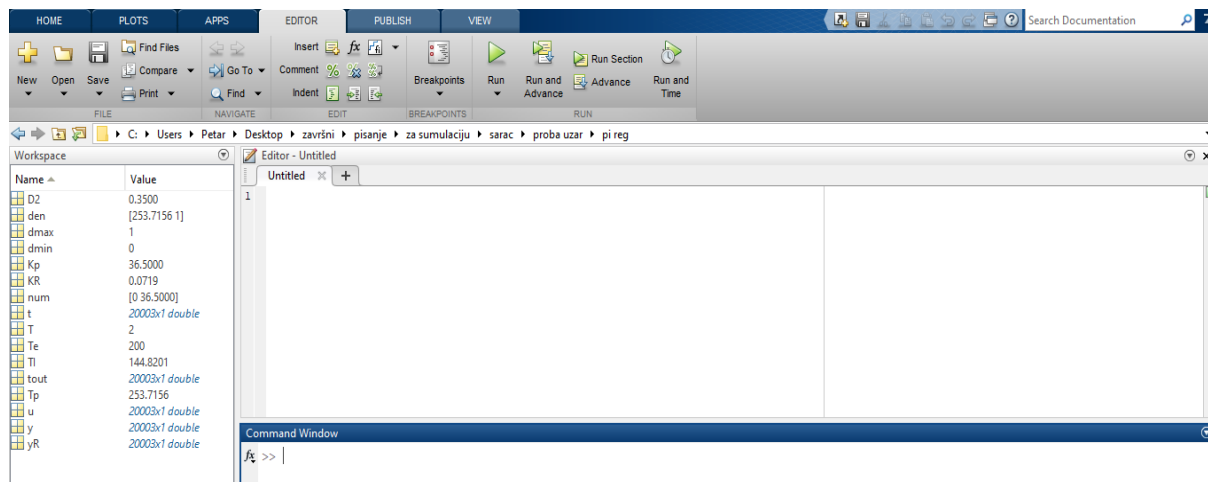 HOME PLOTS APPS EDITOR PUBLISH VIEW Search Documentation
Find Files Insert fx
Compare Go To Comment % Run Section
New Open Save Breakpoints Run Run and Advance Run and
Print Find Indent Advance Time
FILE NAVIGATE EDIT BREAKPOINTS RUN
C: Users Petar Desktop završni pisanje za sumulaciju sarac proba uzar pi reg
Workspace
Name Value
D2 0.3500
den [253.7156 1]
dmax 1
dmin 0
Kp 36.5000
KR 0.0719
num [0 36.5000]
t 20003x1 double
T 2
Te 200
TI 144.8201
tout 20003x1 double
Tp 253.7156
u 20003x1 double
y 20003x1 double
yR 20003x1 double
Editor - Untitled
Untitled +
1
Command Window
fx >>